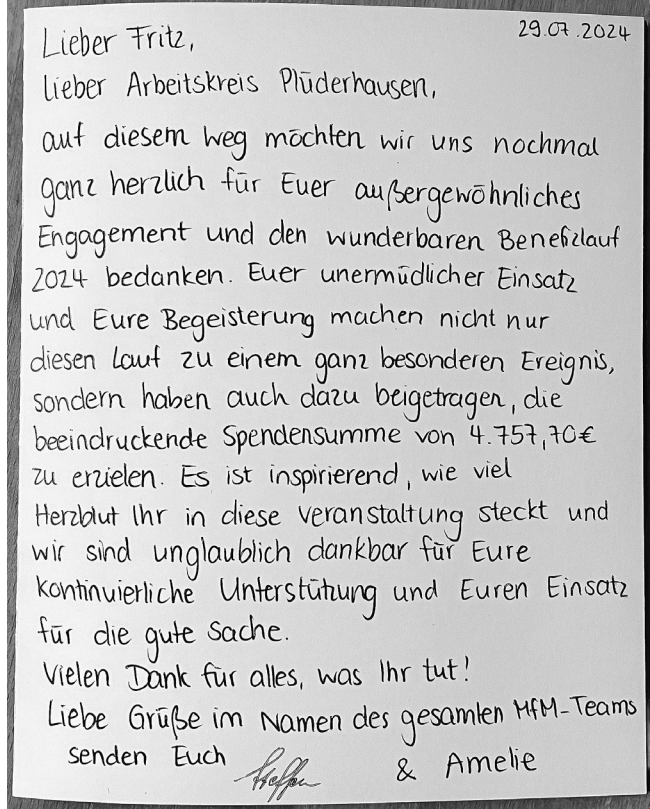 29.07.2024
Lieber Fritz,
lieber Arbeitskreis Plüderhausen,
auf diesem Weg möchten wir uns nochmal
ganz herzlich für Euer außergewöhnliches
Engagement und den wunderbaren Benefizlauf
2024 bedanken. Euer unermüdlicher Einsatz
und Eure Begeisterung machen nicht nur
diesen Lauf zu einem ganz besonderen Ereignis,
sondern haben auch dazu beigetragen, die
beeindruckende Spendensumme von 4.757,70€
zu erzielen. Es ist inspirierend, wie viel
Herzblut Ihr in diese Veranstaltung steckt und
wir sind unglaublich dankbar für Eure
kontinuierliche Unterstützung und Euren Einsatz
für die gute Sache.
Vielen Dank für alles, was Ihr tut!
Liebe Grüße im Namen des gesamten MfM-Teams
senden Euch Steffen & Amelie